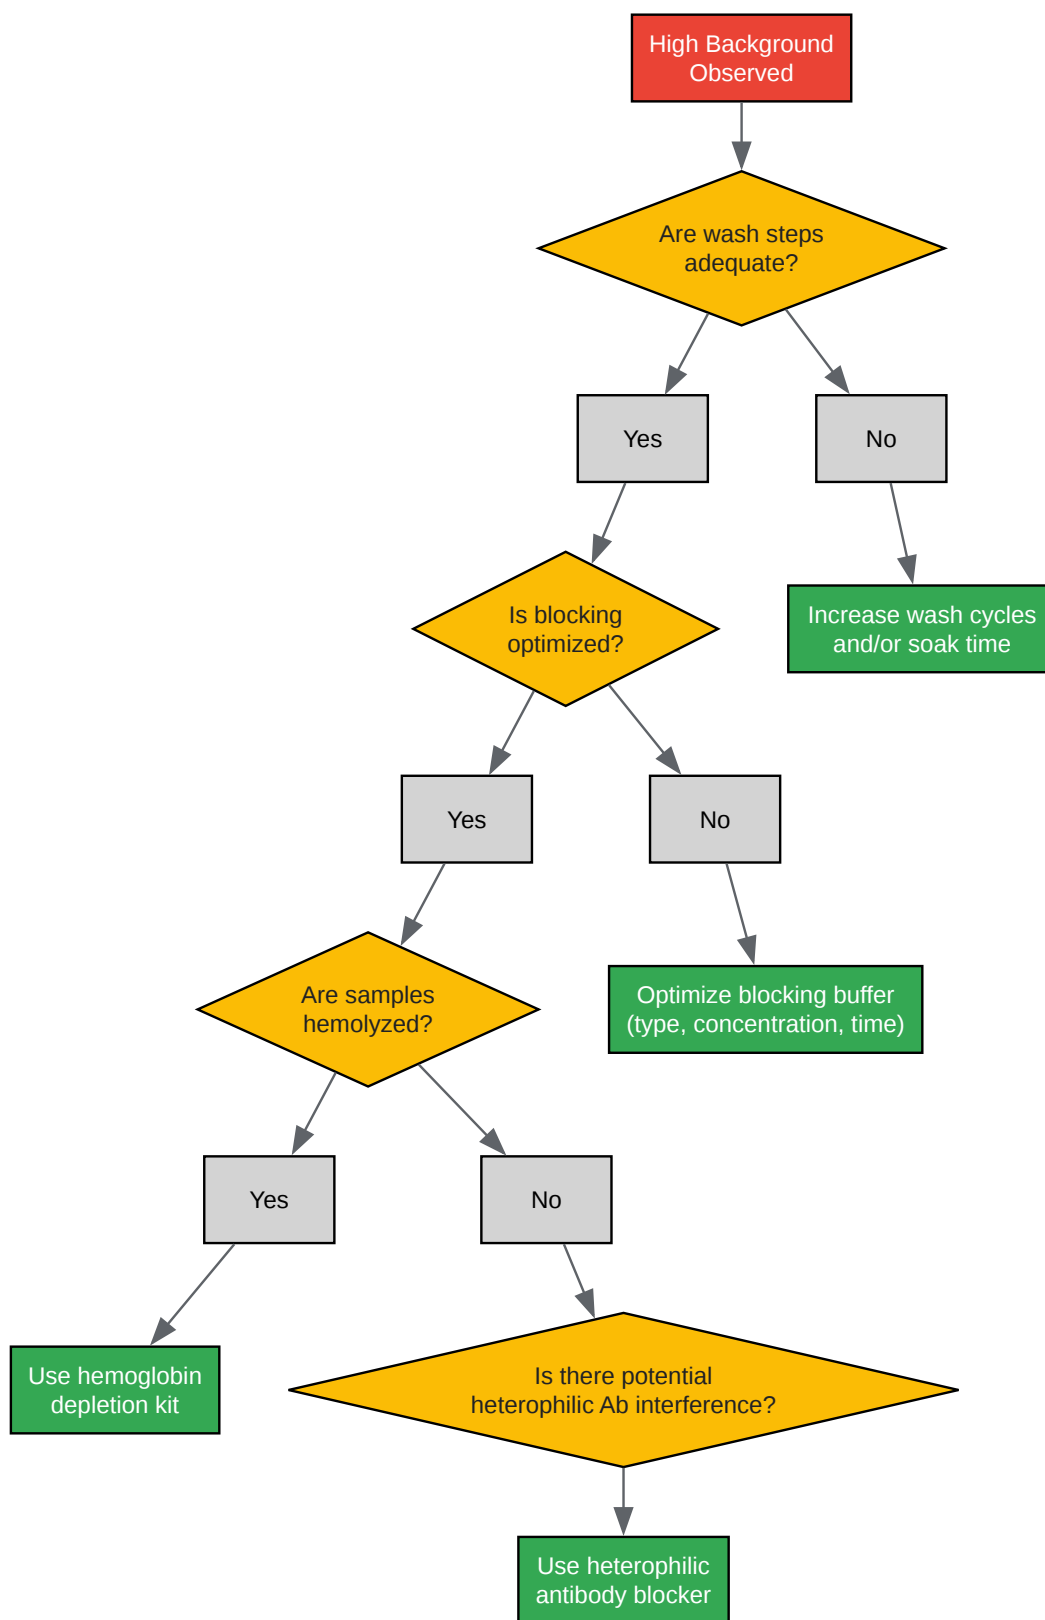 High Background
Observed
Are wash steps
adequate?
Yes
No
Is blocking
optimized?
Increase wash cycles
and/or soak time
Yes
No
Are samples
hemolyzed?
Optimize blocking buffer
(type, concentration, time)
Yes
No
Use hemoglobin
depletion kit
Is there potential
heterophilic Ab interference?
Use heterophilic
antibody blocker